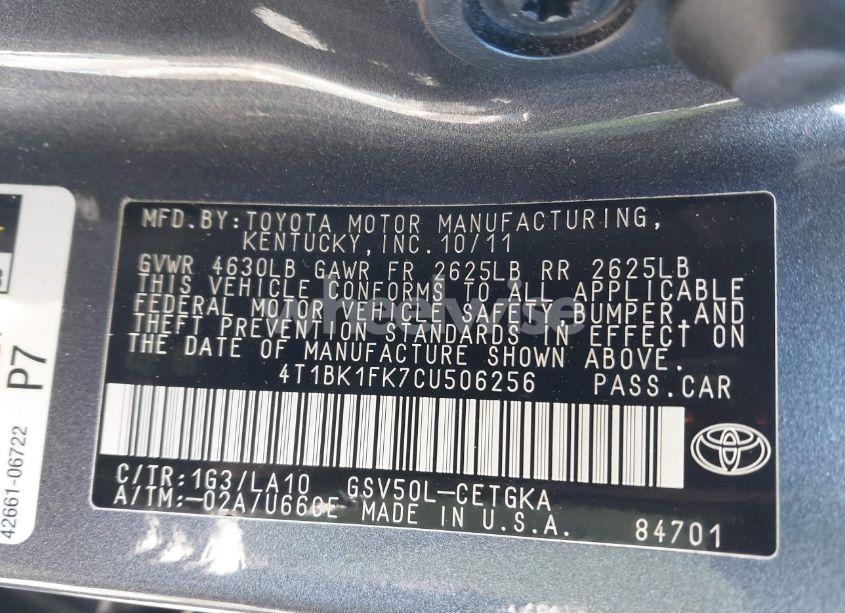 MFD.BY:TOYOTA MOTOR MANUFACTURING,
KENTUCKY,INC.10/11
GVWR 4630LB GAWR FR 2625LB RR 2625LB
THIS VEHICLE CONFORMS TO ALL APPLICABLE
FEDERAL MOTOR VEHICLE SAFETY,BUMPER,AND
THEFT PREVENTION STANDARDS IN EFFECT ON
THE DATE OF MANUFACTURE SHOWN ABOVE.
4T1BK1FK7CU506256 PASS.CAR
C/TR:1G3/LA10 GSV50L-CETGKA
A/TM:-02A/U660E MADE IN U.S.A.
84701
P7
42661-06722
wheelwise